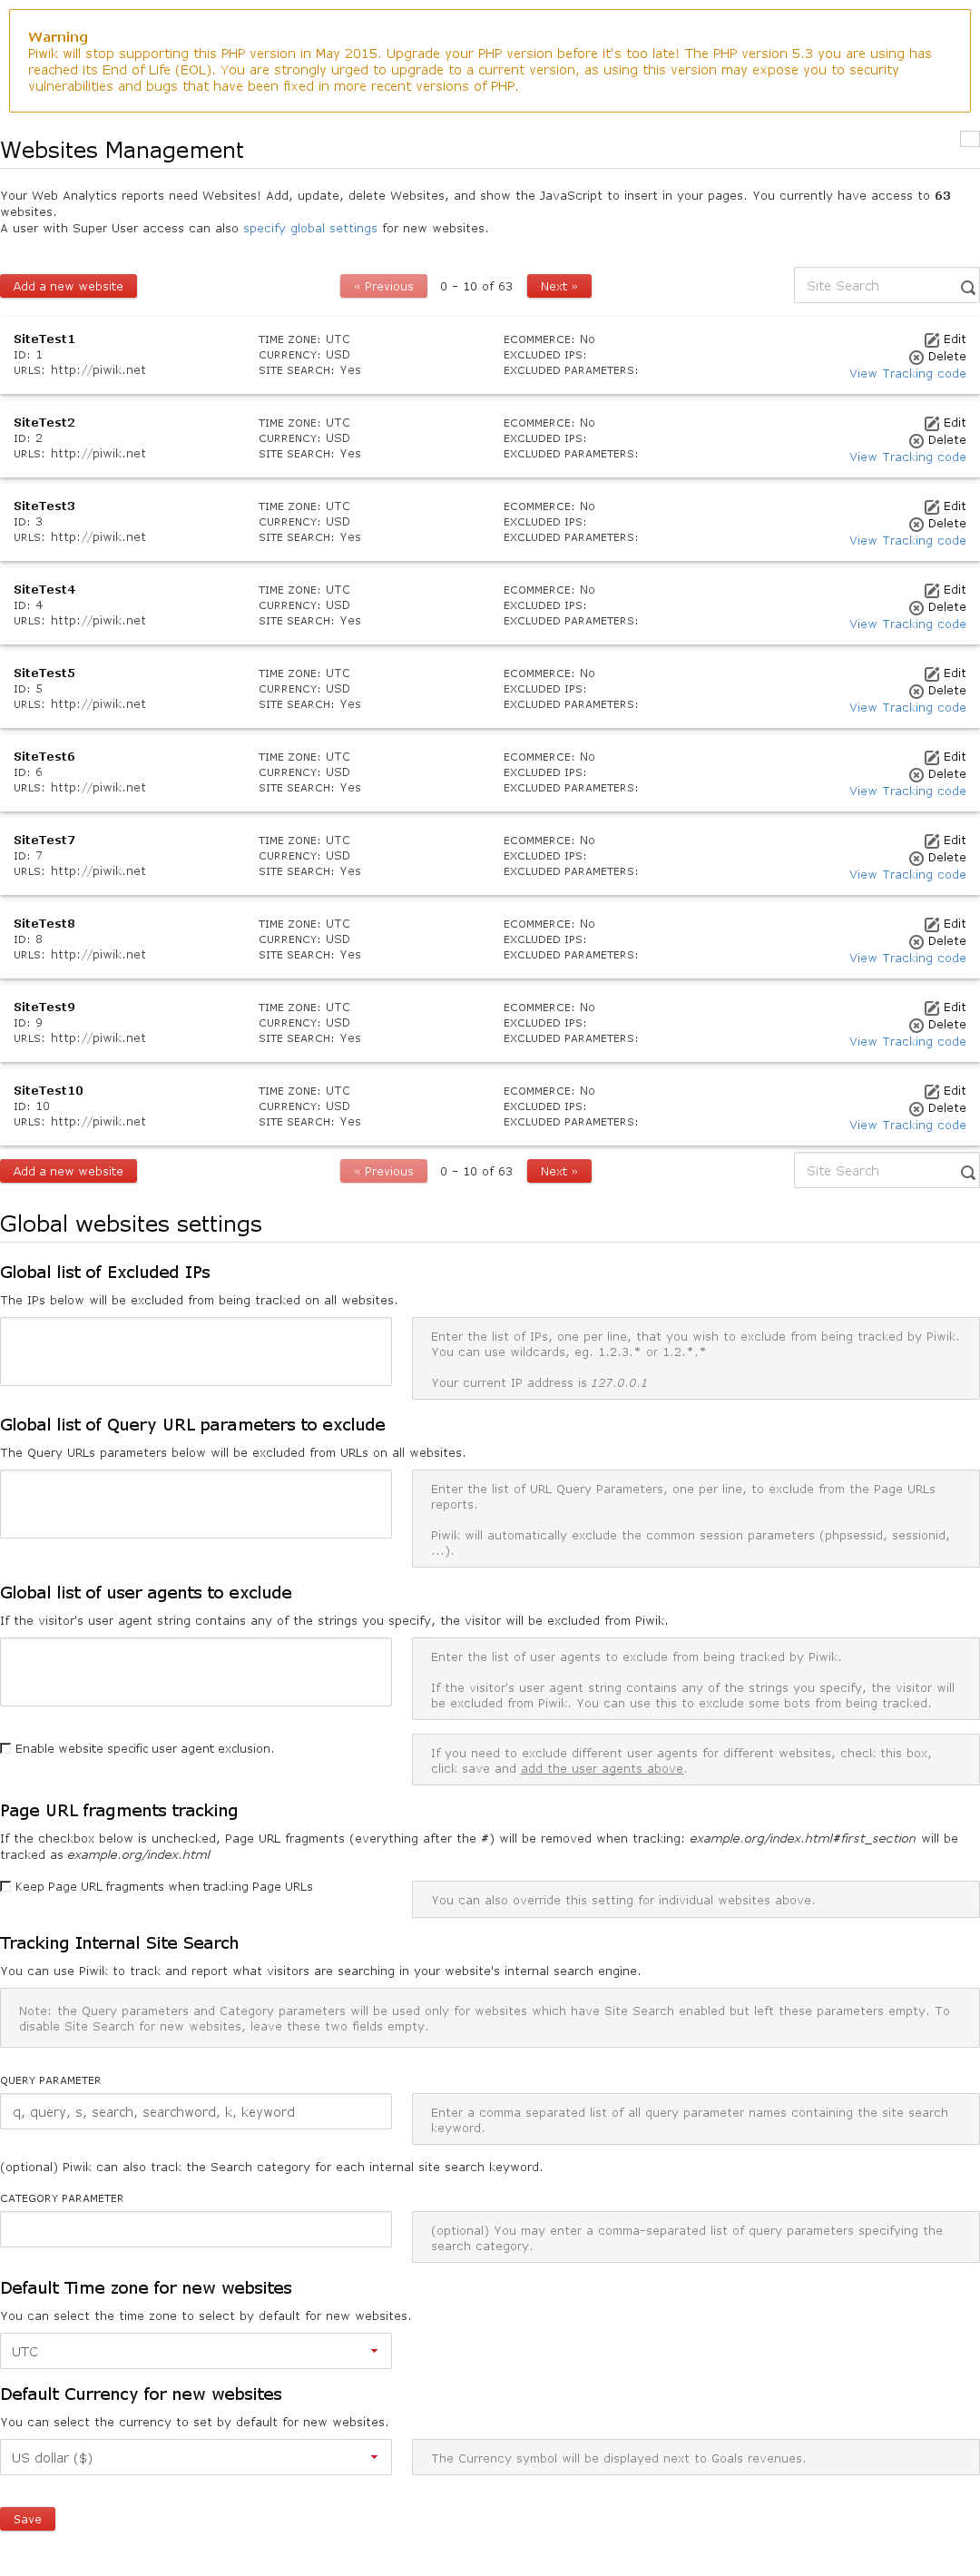 Warning
Piwik will stop supporting this PHP version in May 2015. Upgrade your PHP version before it's too late! The PHP version 5.3 you are using has
reached its End of Life (EOL). You are strongly urged to upgrade to a current version, as using this version may expose you to security
vulnerabilities and bugs that have been fixed in more recent versions of PHP.
Websites Management
Your Web Analytics reports need Websites! Add, update, delete Websites, and show the JavaScript to insert in your pages. You currently have access to 63
websites.
A user with Super User access can also specify global settings for new websites.
Add a new website « Previous 0 - 10 of 63 Next » Site Search
SiteTest1 TIME ZONE: UTC ECOMMERCE: No Edit
ID: 1 CURRENCY: USD EXCLUDED IPS: Delete
URLS: http://piwik.net SITE SEARCH: Yes EXCLUDED PARAMETERS: View Tracking code
SiteTest2 TIME ZONE: UTC ECOMMERCE: No Edit
ID: 2 CURRENCY: USD EXCLUDED IPS: Delete
URLS: http://piwik.net SITE SEARCH: Yes EXCLUDED PARAMETERS: View Tracking code
SiteTest3 TIME ZONE: UTC ECOMMERCE: No Edit
ID: 3 CURRENCY: USD EXCLUDED IPS: Delete
URLS: http://piwik.net SITE SEARCH: Yes EXCLUDED PARAMETERS: View Tracking code
SiteTest4 TIME ZONE: UTC ECOMMERCE: No Edit
ID: 4 CURRENCY: USD EXCLUDED IPS: Delete
URLS: http://piwik.net SITE SEARCH: Yes EXCLUDED PARAMETERS: View Tracking code
SiteTest5 TIME ZONE: UTC ECOMMERCE: No Edit
ID: 5 CURRENCY: USD EXCLUDED IPS: Delete
URLS: http://piwik.net SITE SEARCH: Yes EXCLUDED PARAMETERS: View Tracking code
SiteTest6 TIME ZONE: UTC ECOMMERCE: No Edit
ID: 6 CURRENCY: USD EXCLUDED IPS: Delete
URLS: http://piwik.net SITE SEARCH: Yes EXCLUDED PARAMETERS: View Tracking code
SiteTest7 TIME ZONE: UTC ECOMMERCE: No Edit
ID: 7 CURRENCY: USD EXCLUDED IPS: Delete
URLS: http://piwik.net SITE SEARCH: Yes EXCLUDED PARAMETERS: View Tracking code
SiteTest8 TIME ZONE: UTC ECOMMERCE: No Edit
ID: 8 CURRENCY: USD EXCLUDED IPS: Delete
URLS: http://piwik.net SITE SEARCH: Yes EXCLUDED PARAMETERS: View Tracking code
SiteTest9 TIME ZONE: UTC ECOMMERCE: No Edit
ID: 9 CURRENCY: USD EXCLUDED IPS: Delete
URLS: http://piwik.net SITE SEARCH: Yes EXCLUDED PARAMETERS: View Tracking code
SiteTest10 TIME ZONE: UTC ECOMMERCE: No Edit
ID: 10 CURRENCY: USD EXCLUDED IPS: Delete
URLS: http://piwik.net SITE SEARCH: Yes EXCLUDED PARAMETERS: View Tracking code
Add a new website « Previous 0 - 10 of 63 Next » Site Search
Global websites settings
Global list of Excluded IPs
The IPs below will be excluded from being tracked on all websites.
Enter the list of IPs, one per line, that you wish to exclude from being tracked by Piwik.
You can use wildcards, eg. 1.2.3.* or 1.2.*.*
Your current IP address is 127.0.0.1
Global list of Query URL parameters to exclude
The Query URLs parameters below will be excluded from URLs on all websites.
Enter the list of URL Query Parameters, one per line, to exclude from the Page URLs
reports.
Piwik will automatically exclude the common session parameters (phpsessid, sessionid,
...).
Global list of user agents to exclude
If the visitor's user agent string contains any of the strings you specify, the visitor will be excluded from Piwik.
Enter the list of user agents to exclude from being tracked by Piwik.
If the visitor's user agent string contains any of the strings you specify, the visitor will
be excluded from Piwik. You can use this to exclude some bots from being tracked.
Enable website specific user agent exclusion.
If you need to exclude different user agents for different websites, check this box,
click save and add the user agents above.
Page URL fragments tracking
If the checkbox below is unchecked, Page URL fragments (everything after the #) will be removed when tracking: example.org/index.html#first_section will be
tracked as example.org/index.html
Keep Page URL fragments when tracking Page URLs
You can also override this setting for individual websites above.
Tracking Internal Site Search
You can use Piwik to track and report what visitors are searching in your website's internal search engine.
Note: the Query parameters and Category parameters will be used only for websites which have Site Search enabled but left these parameters empty. To
disable Site Search for new websites, leave these two fields empty.
QUERY PARAMETER
q, query, s, search, searchword, k, keyword
Enter a comma separated list of all query parameter names containing the site search
keyword.
(optional) Piwik can also track the Search category for each internal site search keyword.
CATEGORY PARAMETER
(optional) You may enter a comma-separated list of query parameters specifying the
search category.
Default Time zone for new websites
You can select the time zone to select by default for new websites.
UTC
Default Currency for new websites
You can select the currency to set by default for new websites.
US dollar ($)
The Currency symbol will be displayed next to Goals revenues.
Save